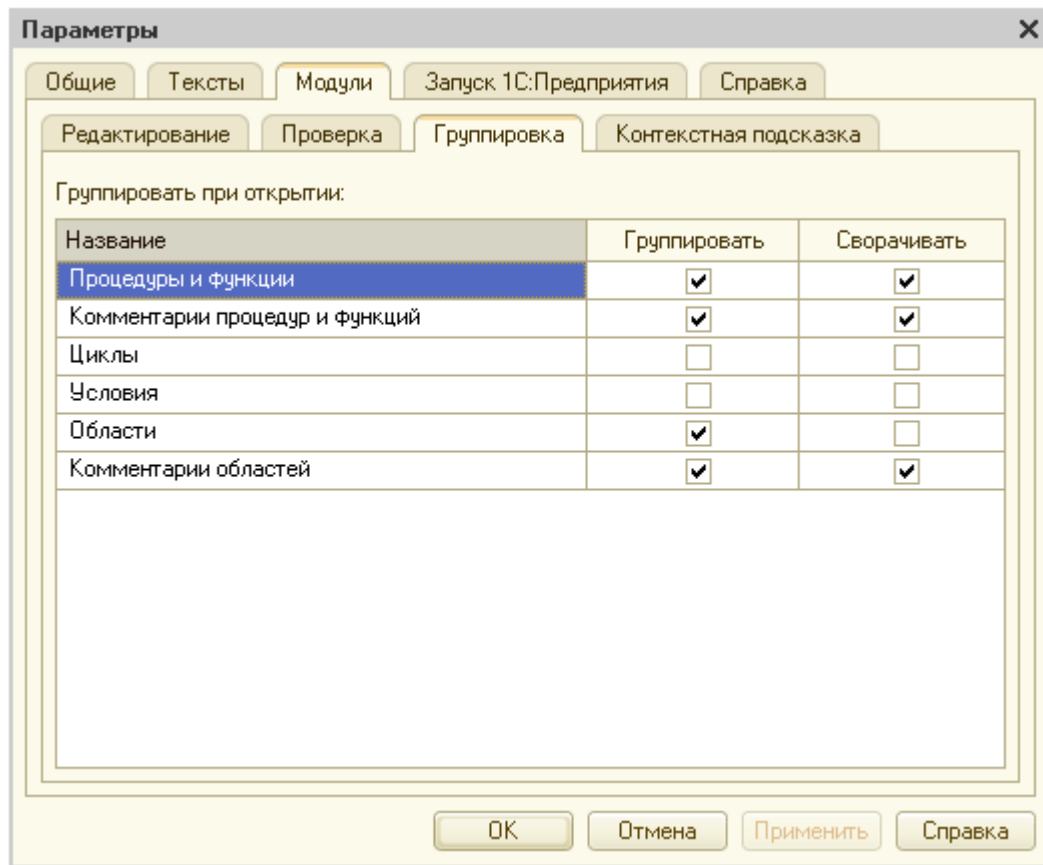 Параметры
Общие Тексты Модули Запуск 1С:Предприятия Справка
Редактирование Проверка Группировка Контекстная подсказка
Группировать при открытии:
Название Группировать Сворачивать
Процедуры и функции
Комментарии процедур и функций
Циклы
Условия
Области
Комментарии областей
ОК Отмена Применить Справка